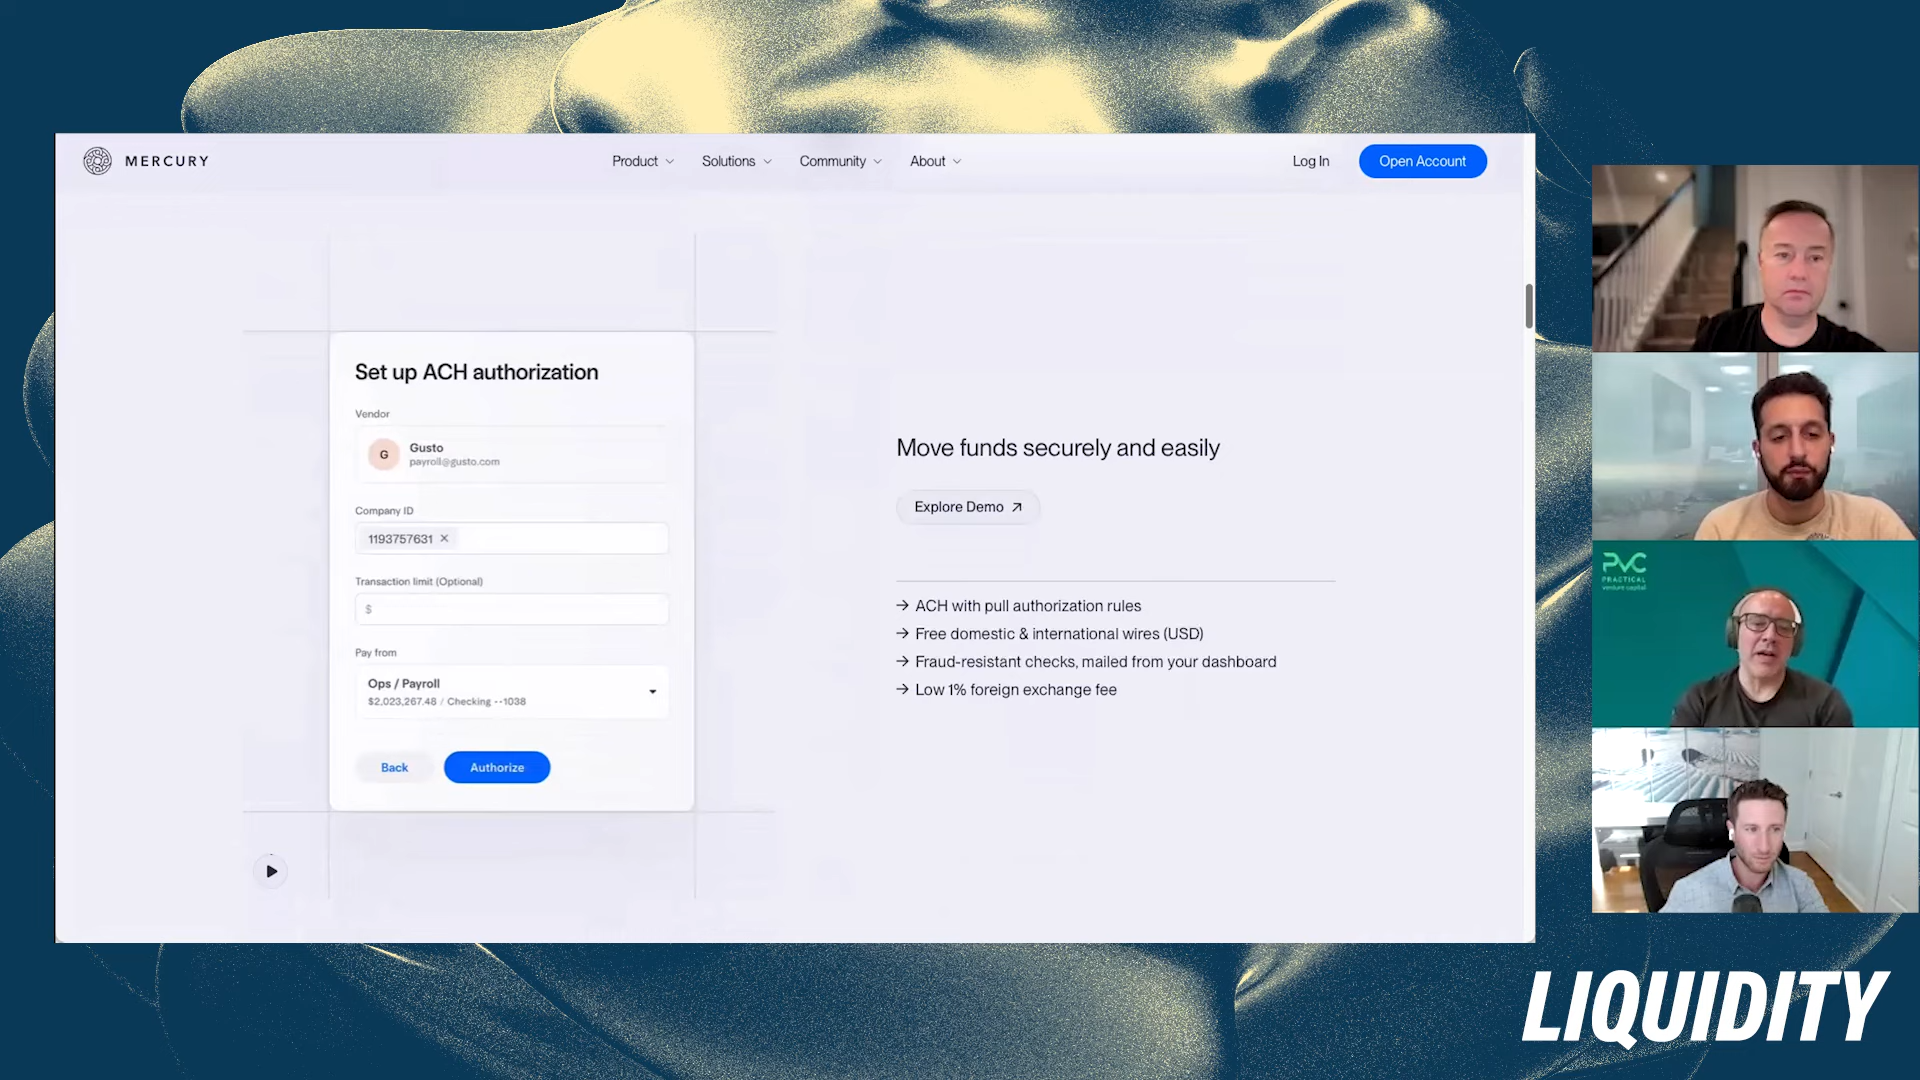 MERCURY
Product
Solutions
Community
About
Log In
Open Account
Set up ACH authorization
Vendor
G
Gusto
payroll@gusto.com
Company ID
1193757631 ×
Transaction limit (Optional)
$
Pay from
Ops / Payroll
$2,023,267.48 / Checking --1038
Back
Authorize
Move funds securely and easily
Explore Demo ↗
→ ACH with pull authorization rules
→ Free domestic & international wires (USD)
→ Fraud-resistant checks, mailed from your dashboard
→ Low 1% foreign exchange fee
PVC
PRACTICAL
venture capital
LIQUIDITY